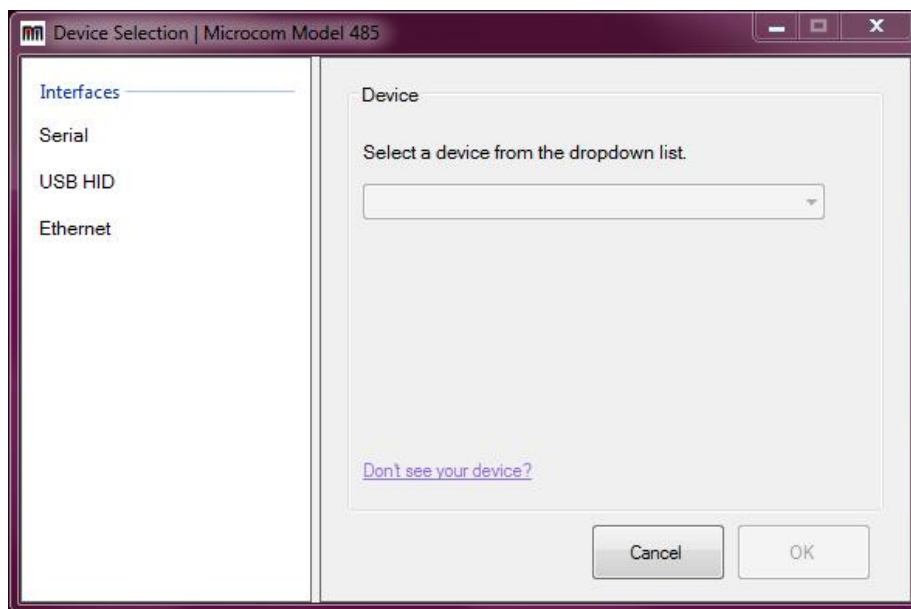 Device Selection | Microcom Model 485
Interfaces
Serial
USB HID
Ethernet
Device
Select a device from the dropdown list.
Don't see your device?
Cancel
OK